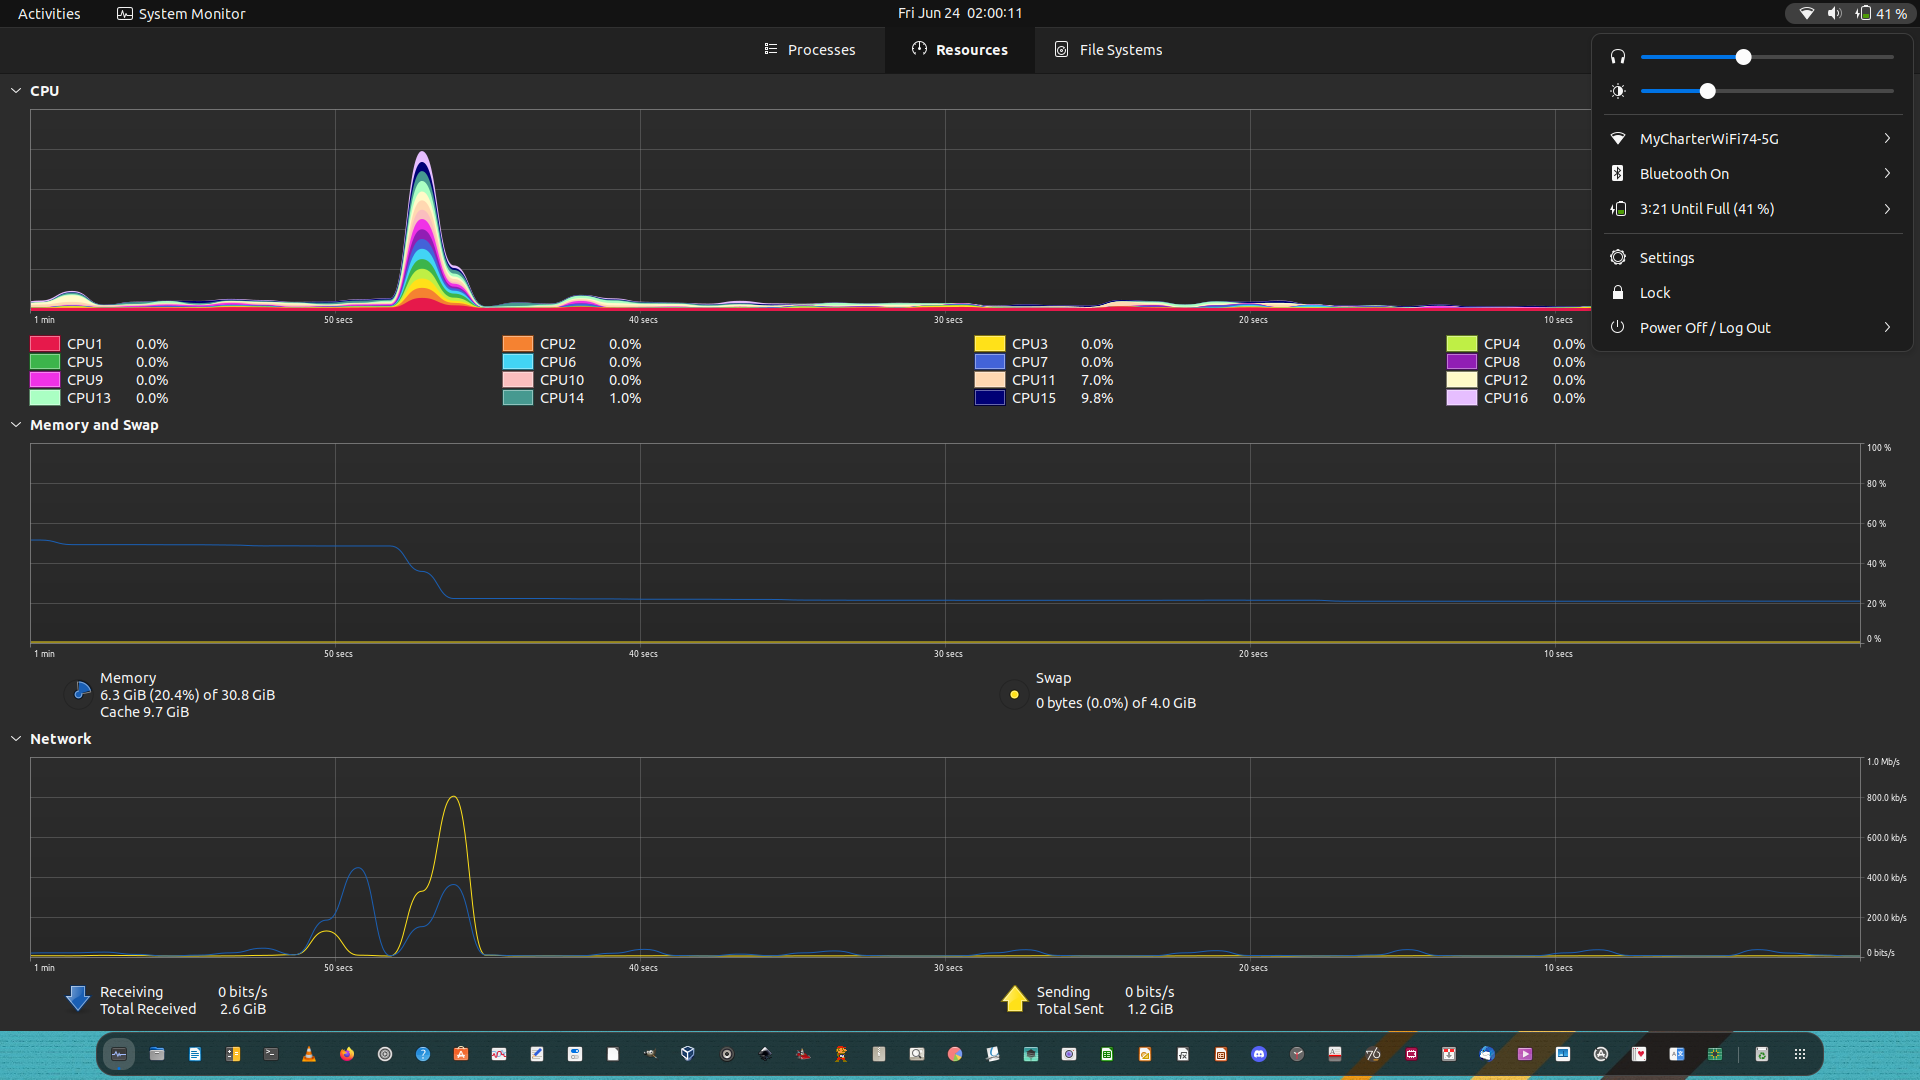 Activities
System Monitor
Fri Jun 24 02:00:11
41 %
Processes
Resources
File Systems
CPU
1 min
50 secs
40 secs
30 secs
20 secs
10 secs
MyCharterWiFi74-5G
Bluetooth On
3:21 Until Full (41 %)
Settings
Lock
Power Off / Log Out
CPU1 0.0% CPU2 0.0% CPU3 0.0% CPU4 0.0%
CPU5 0.0% CPU6 0.0% CPU7 0.0% CPU8 0.0%
CPU9 0.0% CPU10 0.0% CPU11 7.0% CPU12 0.0%
CPU13 0.0% CPU14 1.0% CPU15 9.8% CPU16 0.0%
Memory and Swap
100 %
80 %
60 %
40 %
20 %
0 %
1 min
50 secs
40 secs
30 secs
20 secs
10 secs
Memory
6.3 GiB (20.4%) of 30.8 GiB
Cache 9.7 GiB
Swap
0 bytes (0.0%) of 4.0 GiB
Network
1.0 Mb/s
800.0 kb/s
600.0 kb/s
400.0 kb/s
200.0 kb/s
0 bits/s
1 min
50 secs
40 secs
30 secs
20 secs
10 secs
Receiving 0 bits/s
Total Received 2.6 GiB
Sending 0 bits/s
Total Sent 1.2 GiB
76